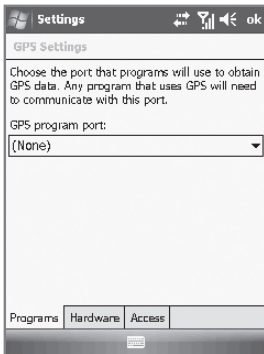 Settings
ok
GPS Settings
Choose the port that programs will use to obtain
GPS data. Any program that uses GPS will need
to communicate with this port.
GPS program port:
(None)
Programs Hardware Access